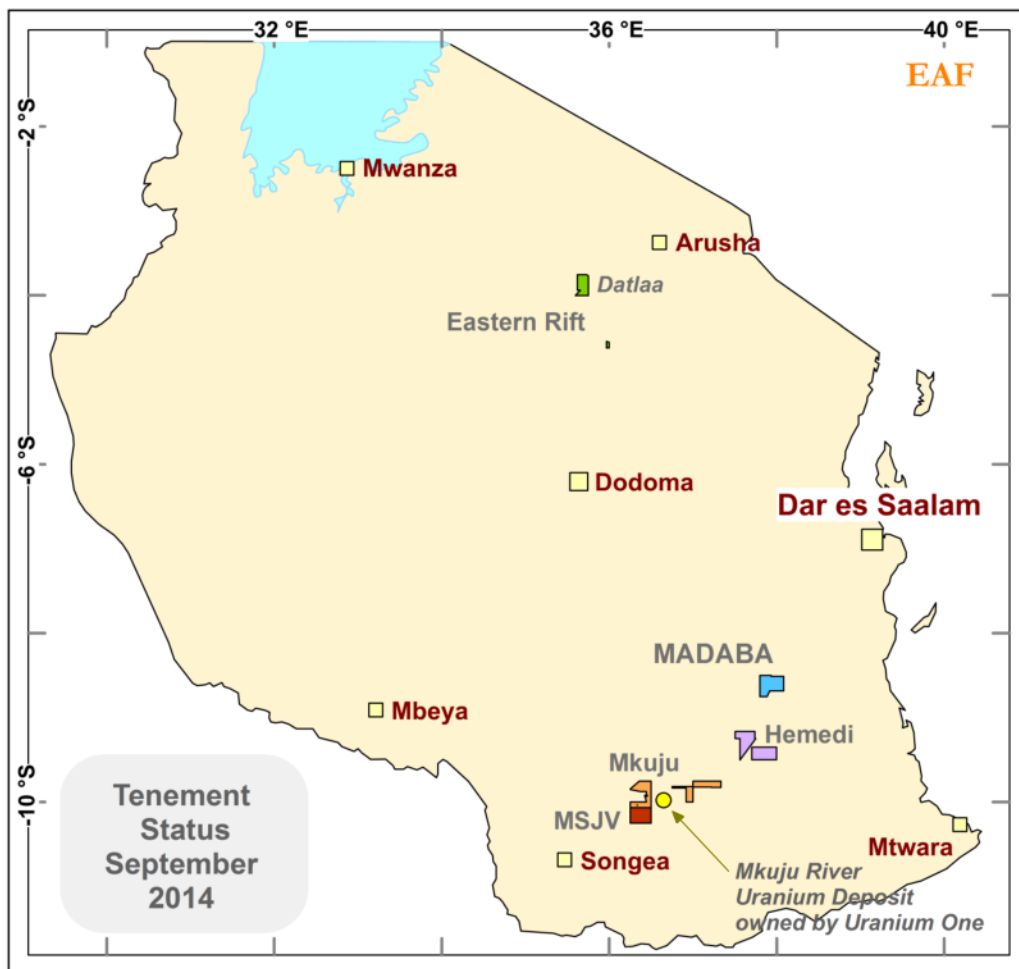 32 °E
36 °E
40 °E
EAF
-2 °S
Mwanza
Arusha
Datlaa
Eastern Rift
-6 °S
Dodoma
Dar es Saalam
MADABA
Mbeya
Hemedi
Mkuju
-10 °S
MSJV
Mtwara
Songea
Mkuju River
Uranium Deposit
owned by Uranium One
Tenement
Status
September
2014